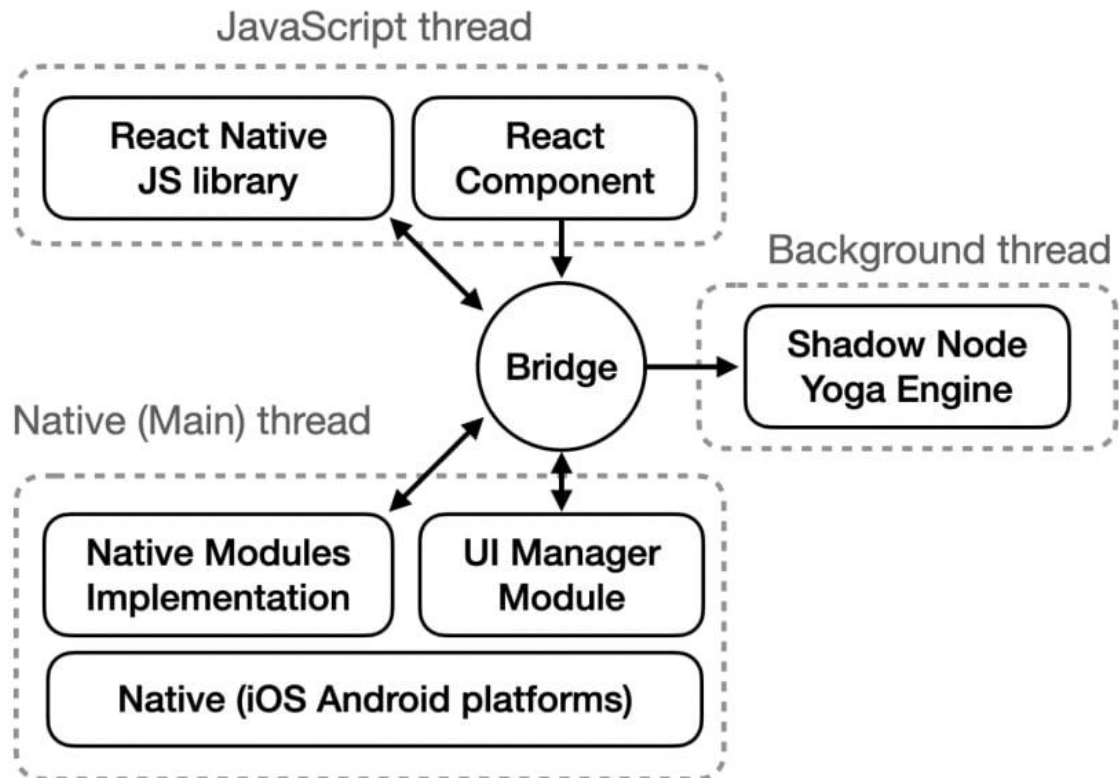 JavaScript thread
React Native
JS library
React
Component
Background thread
Shadow Node
Yoga Engine
Bridge
Native (Main) thread
Native Modules
Implementation
UI Manager
Module
Native (iOS Android platforms)